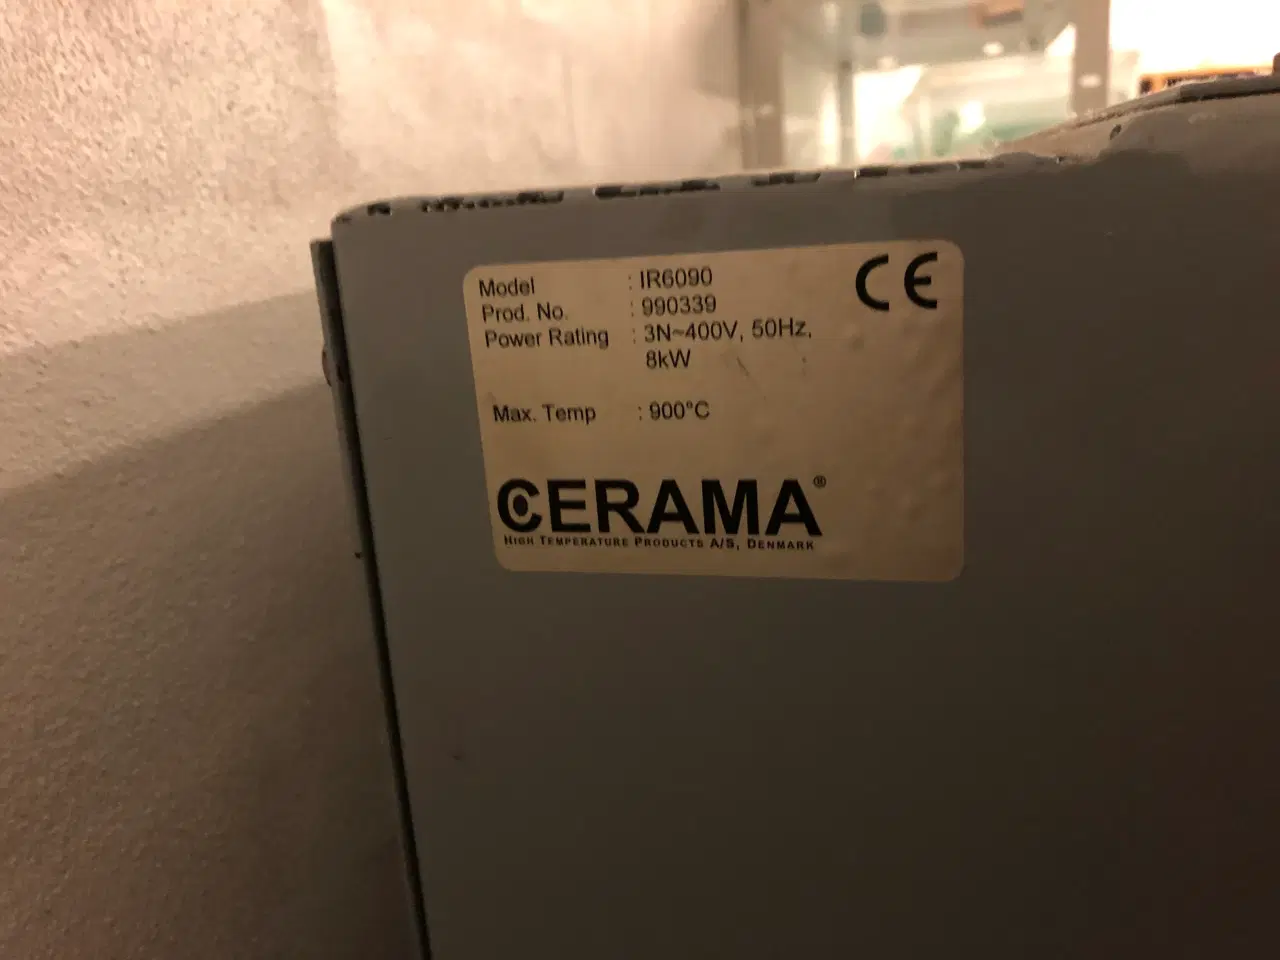 Model : IR6090
Prod. No. : 990339
Power Rating : 3N~400V, 50Hz,
8kW
Max. Temp : 900°C
CE
CERAMA®
HIGH TEMPERATURE PRODUCTS A/S, DENMARK